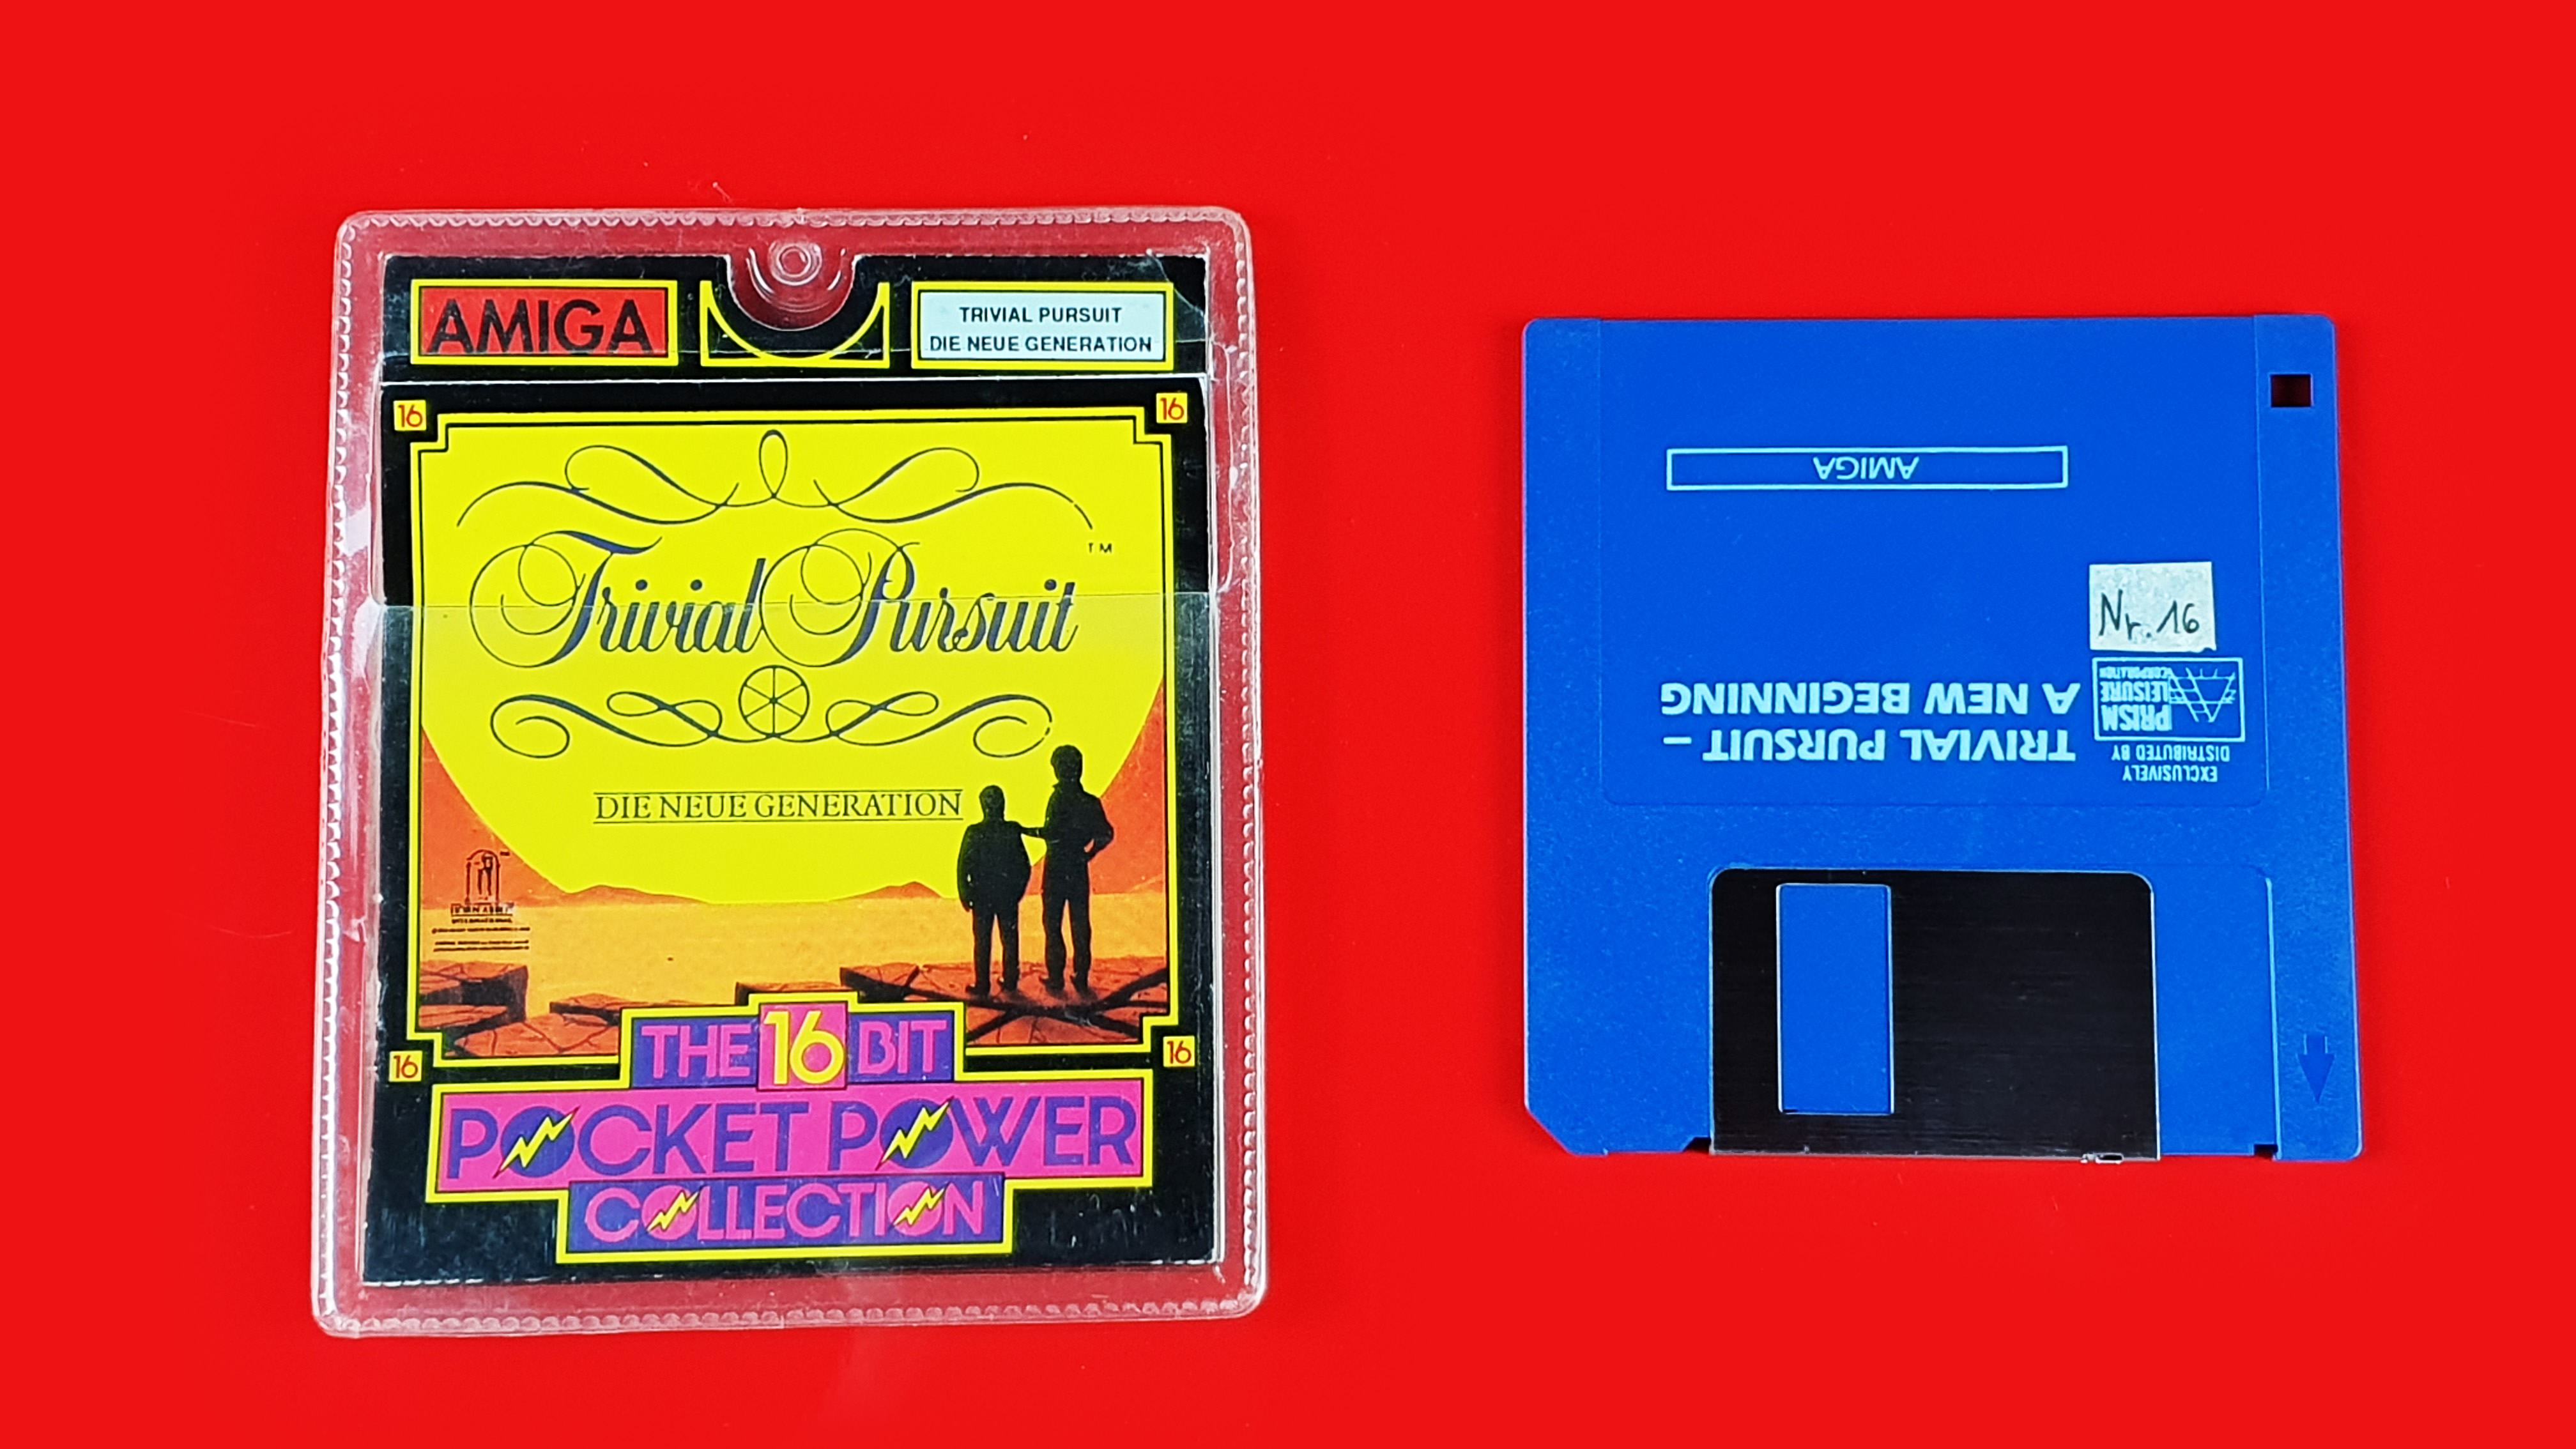 AMIGA
TRIVIAL PURSUIT
DIE NEUE GENERATION
16
16
Trivial Pursuit
TM
DIE NEUE GENERATION
16
16
THE 16 BIT
POCKET POWER
COLLECTION
AMIGA
Nr. 16
TRIVIAL PURSUIT –
A NEW BEGINNING
EXCLUSIVELY
DISTRIBUTED BY
PRISM
LEISURE
CORPORATION